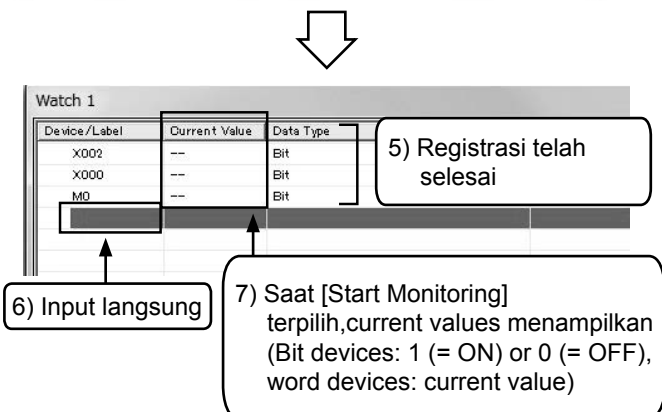 Watch 1
Device/Label Current Value Data Type
X002 -- Bit
X000 -- Bit
M0 -- Bit
5) Registrasi telah
selesai
6) Input langsung
7) Saat [Start Monitoring]
terpilih,current values menampilkan
(Bit devices: 1 (= ON) or 0 (= OFF),
word devices: current value)